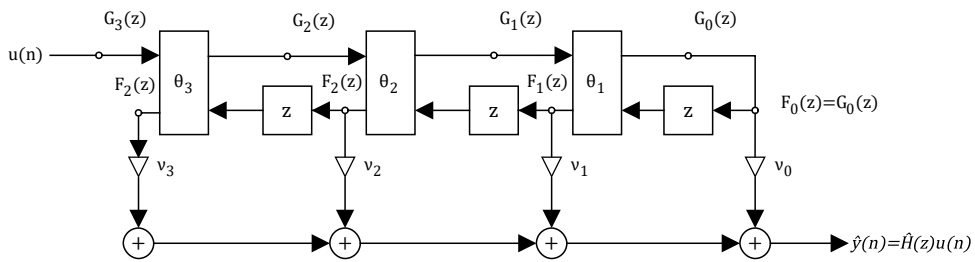 G₃(z)
G₂(z)
G₁(z)
G₀(z)
u(n)
F₂(z)
θ₃
F₂(z)
θ₂
F₁(z)
θ₁
z
z
z
F₀(z)=G₀(z)
ν₃
ν₂
ν₁
ν₀
+
+
+
+
ŷ(n)=Ĥ(z)u(n)